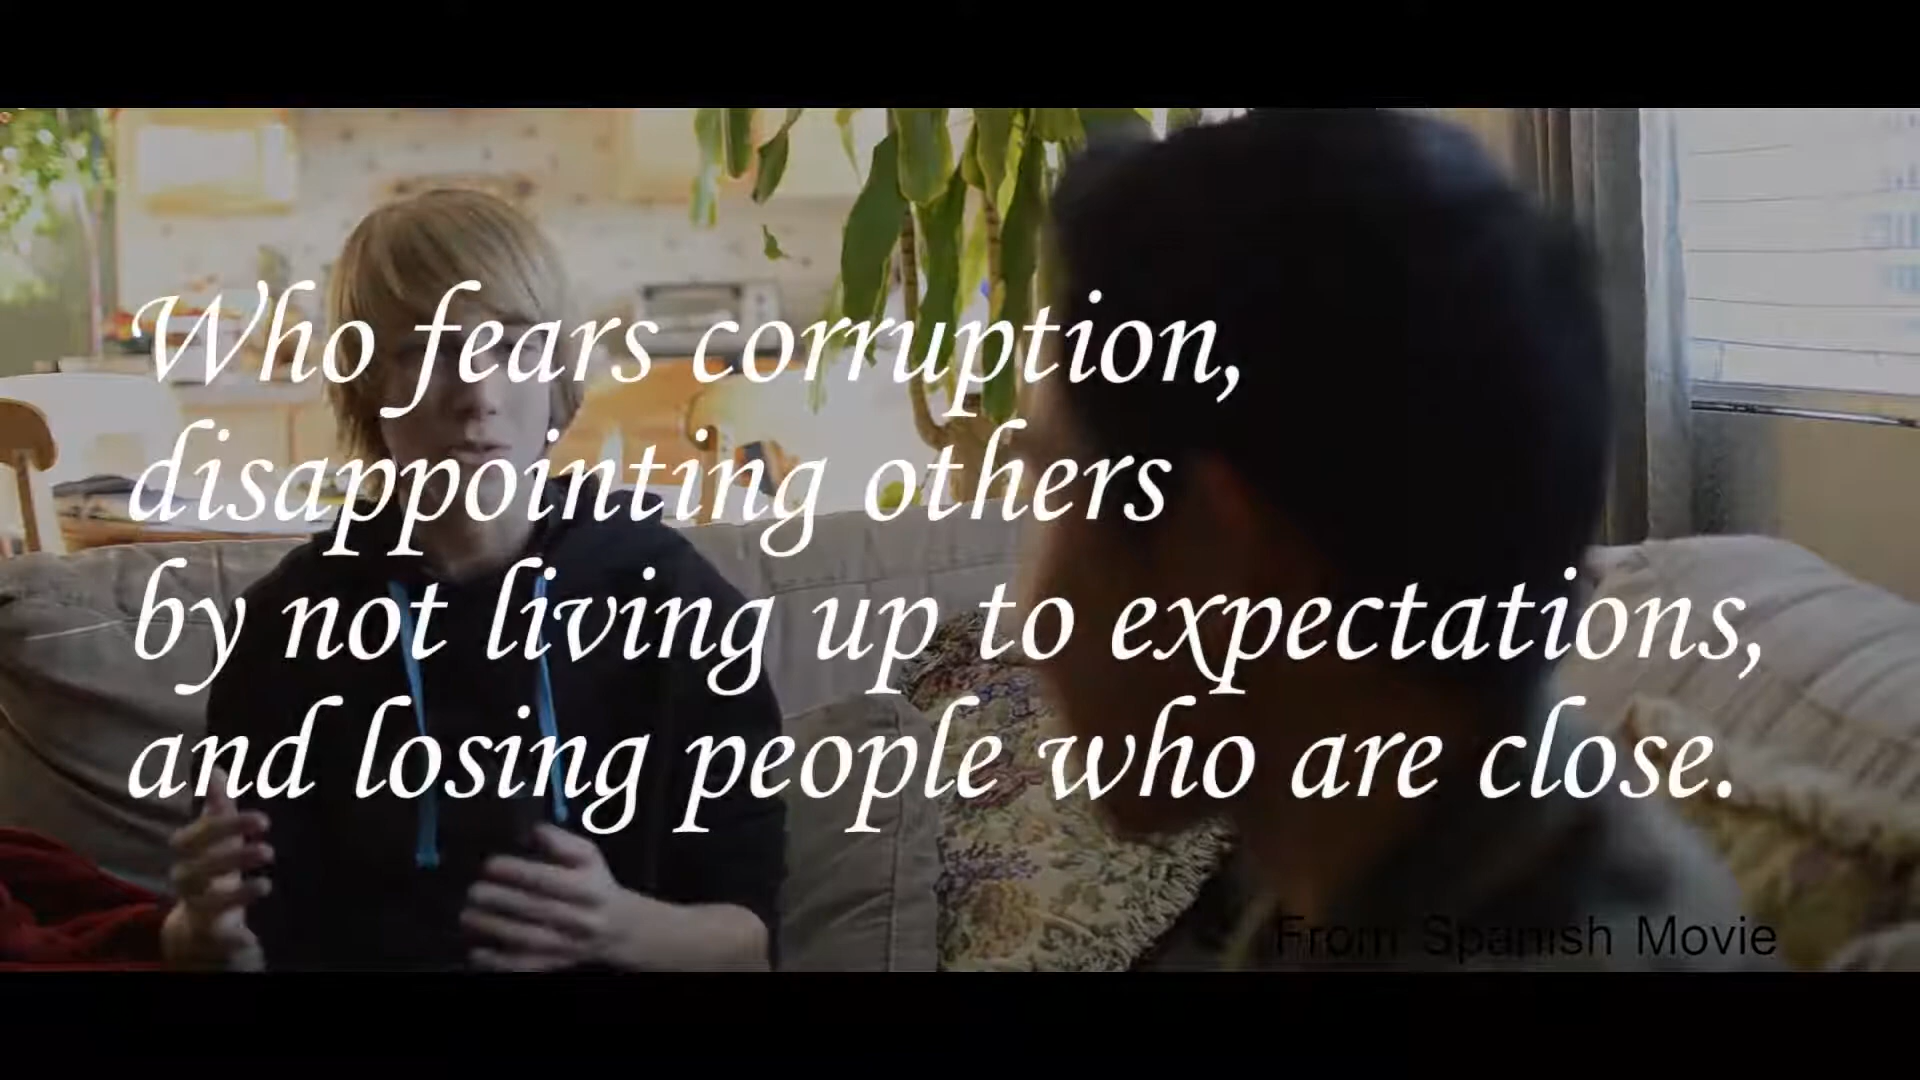 Who fears corruption,
disappointing others
by not living up to expectations,
and losing people who are close.
From Spanish Movie